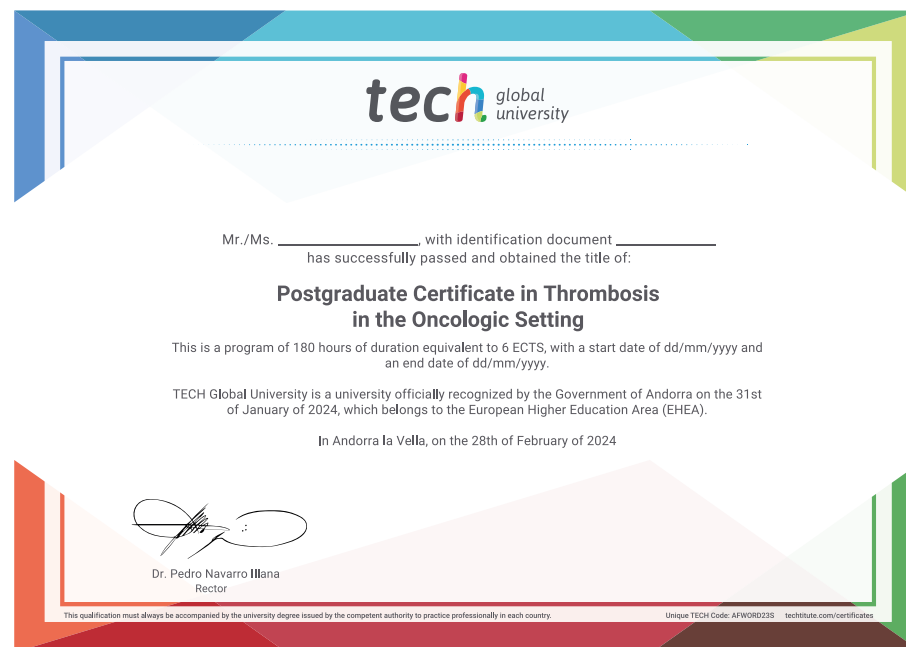 tech global university
Mr./Ms. ____________, with identification document ____________
has successfully passed and obtained the title of:
Postgraduate Certificate in Thrombosis
in the Oncologic Setting
This is a program of 180 hours of duration equivalent to 6 ECTS, with a start date of dd/mm/yyyy and
an end date of dd/mm/yyyy.
TECH Global University is a university officially recognized by the Government of Andorra on the 31st
of January of 2024, which belongs to the European Higher Education Area (EHEA).
In Andorra la Vella, on the 28th of February of 2024
Dr. Pedro Navarro Illana
Rector
This qualification must always be accompanied by the university degree issued by the competent authority to practice professionally in each country. Unique TECH Code: AFWORD23S techtitute.com/certificates